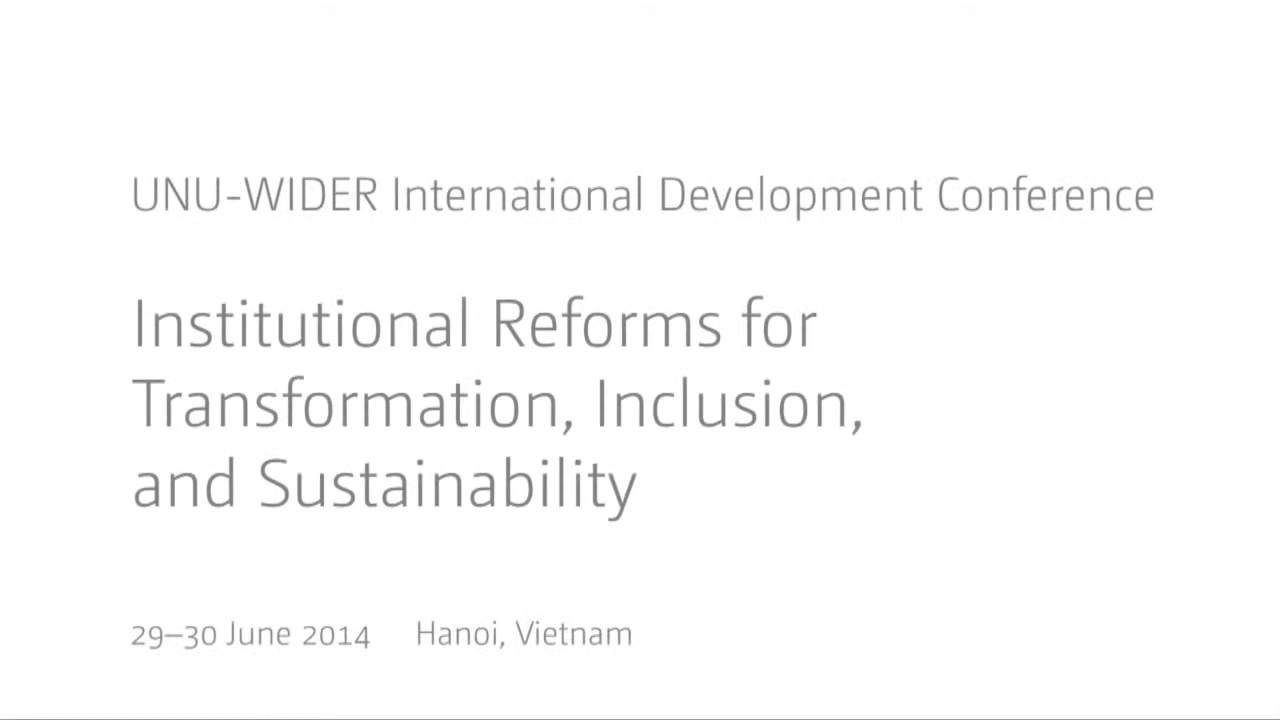 UNU-WIDER International Development Conference
Institutional Reforms for
Transformation, Inclusion,
and Sustainability
29–30 June 2014 Hanoi, Vietnam